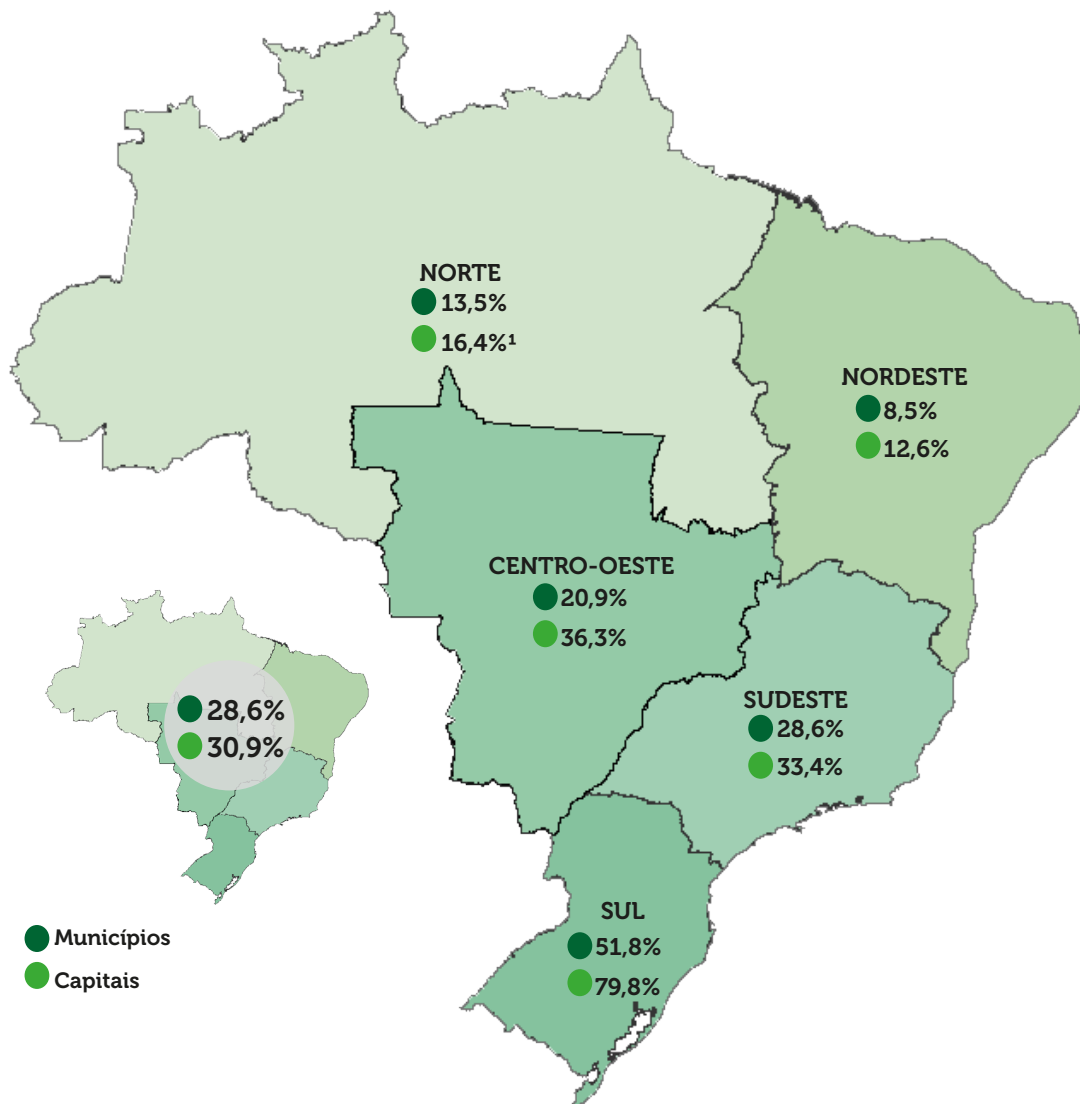 NORTE
13,5%
16,4%¹
NORDESTE
8,5%
12,6%
CENTRO-OESTE
20,9%
36,3%
SUDESTE
28,6%
33,4%
SUL
51,8%
79,8%
28,6%
30,9%
Municípios
Capitais